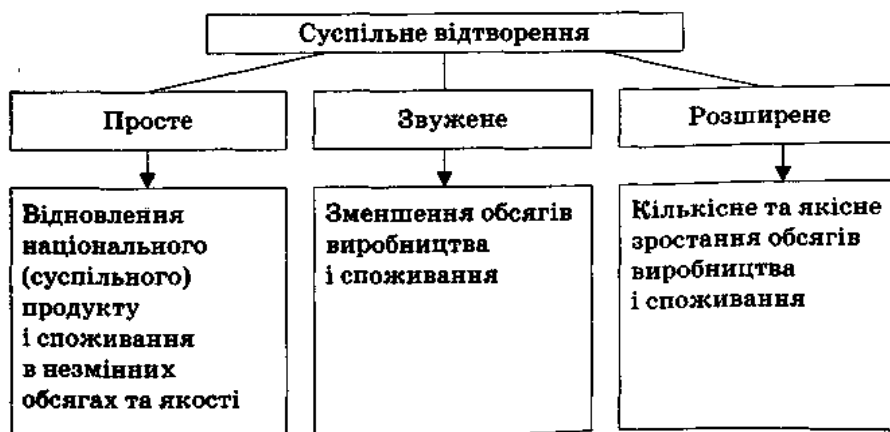 Суспільне відтворення
Просте
Звужене
Розширене
Відновлення
національного
(суспільного)
продукту
і споживання
в незмінних
обсягах та якості
Зменшення обсягів
виробництва
і споживання
Кількісне та якісне
зростання обсягів
виробництва
і споживання